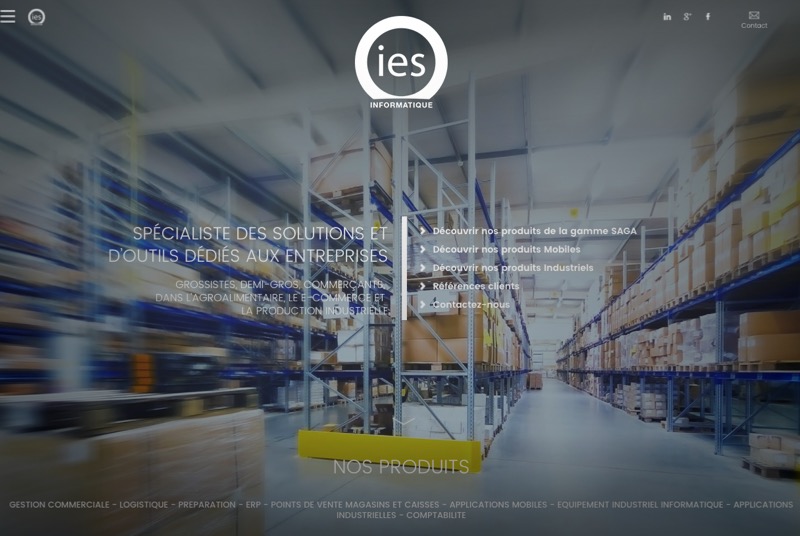 ies
ies
INFORMATIQUE
Contact
SPÉCIALISTE DES SOLUTIONS ET
D'OUTILS DÉDIÉS AUX ENTREPRISES
GROSSISTES, DEMI-GROS, COMMERÇANTS,
DANS L'AGROALIMENTAIRE, LE E-COMMERCE ET
LA PRODUCTION INDUSTRIELLE
Découvrir nos produits de la gamme SAGA
Découvrir nos produits Mobiles
Découvrir nos produits Industriels
Références clients
Contactez-nous
NOS PRODUITS
GESTION COMMERCIALE - LOGISTIQUE - PREPARATION - ERP - POINTS DE VENTE MAGASINS ET CAISSES - APPLICATIONS MOBILES - EQUIPEMENT INDUSTRIEL INFORMATIQUE - APPLICATIONS
INDUSTRIELLES - COMPTABILITE